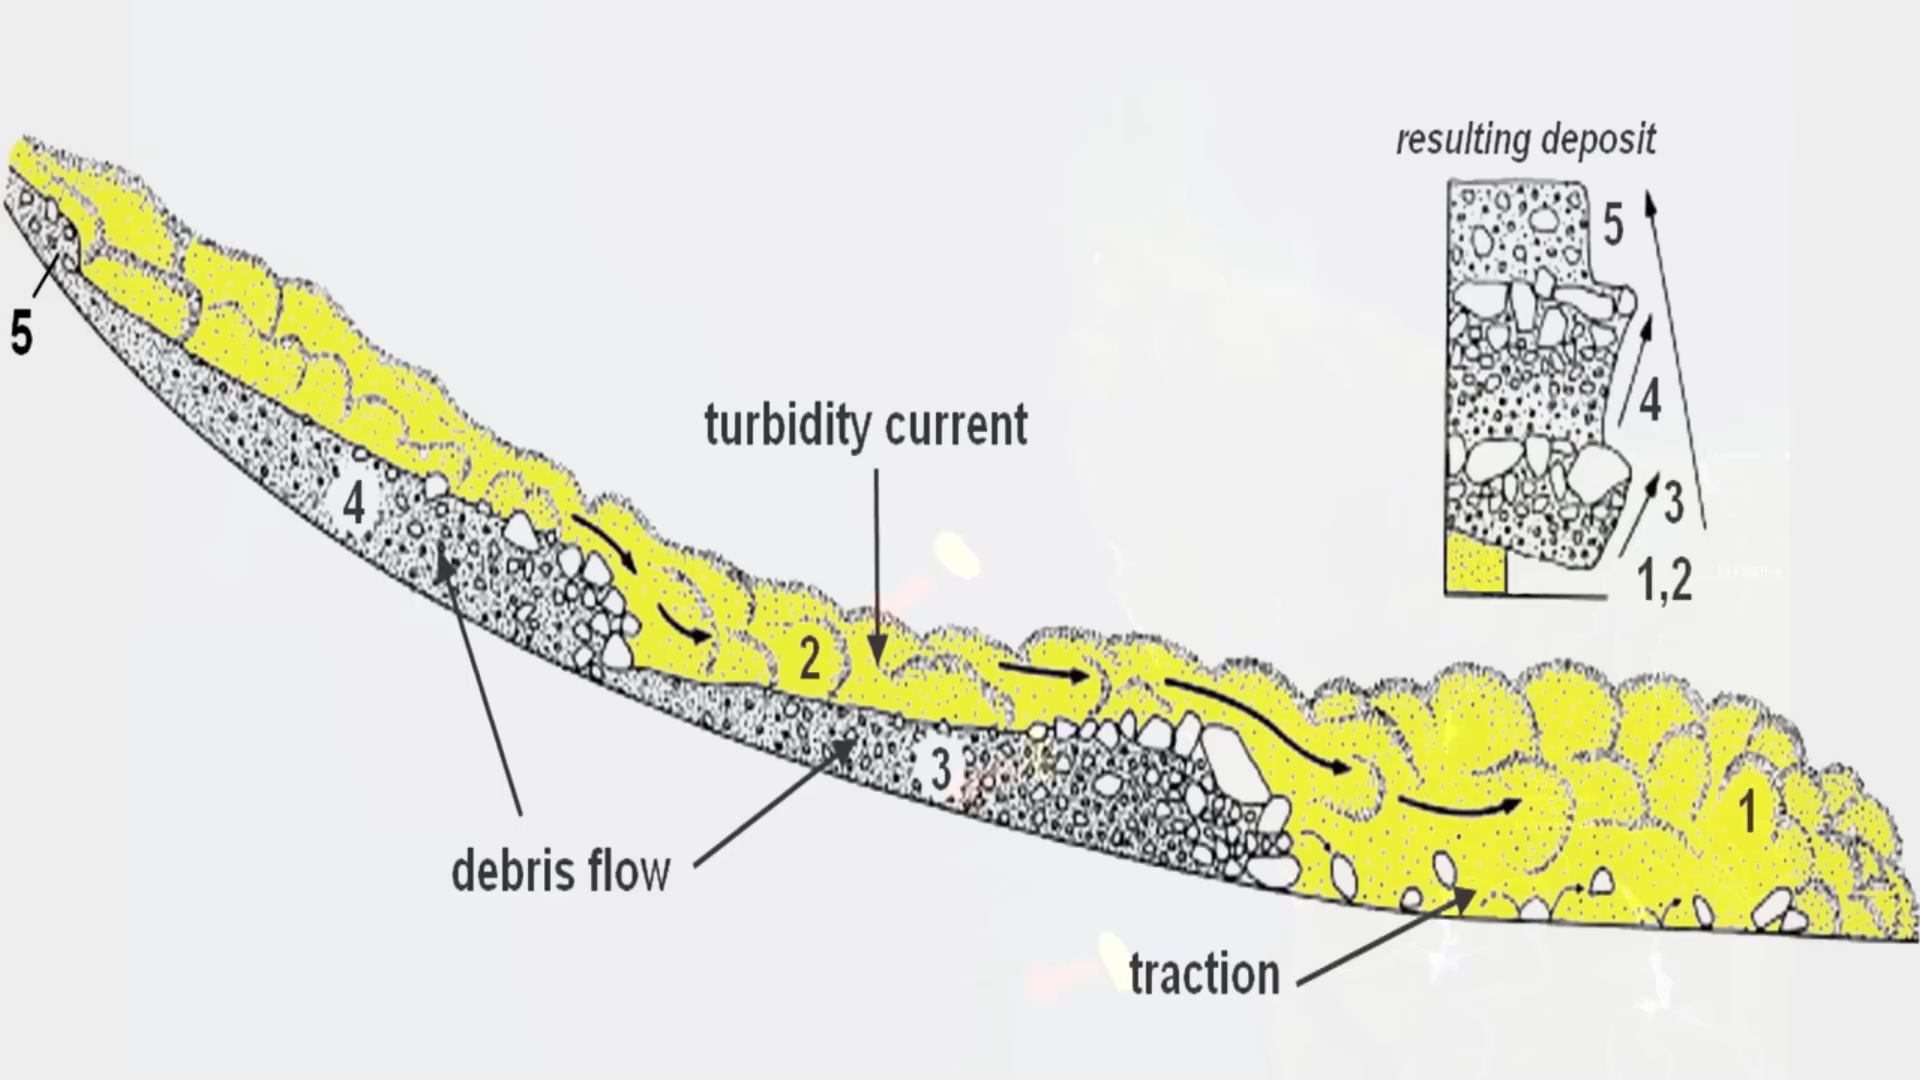 resulting deposit
5
4
3
1,2
5
4
turbidity current
2
3
1
debris flow
traction